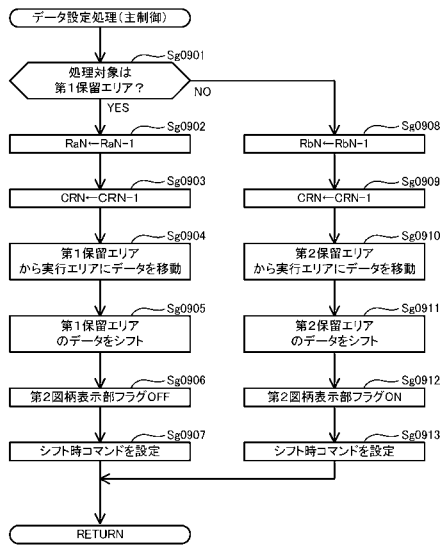 データ設定処理(主制御)
Sg0901
処理対象は
第1保留エリア?
NO
YES
Sg0902
RaN←RaN-1
Sg0903
CRN←CRN-1
Sg0904
第1保留エリア
から実行エリアにデータを移動
Sg0905
第1保留エリア
のデータをシフト
Sg0906
第2図柄表示部フラグOFF
Sg0907
シフト時コマンドを設定
Sg0908
RbN←RbN-1
Sg0909
CRN←CRN-1
Sg0910
第2保留エリア
から実行エリアにデータを移動
Sg0911
第2保留エリア
のデータをシフト
Sg0912
第2図柄表示部フラグON
Sg0913
シフト時コマンドを設定
RETURN